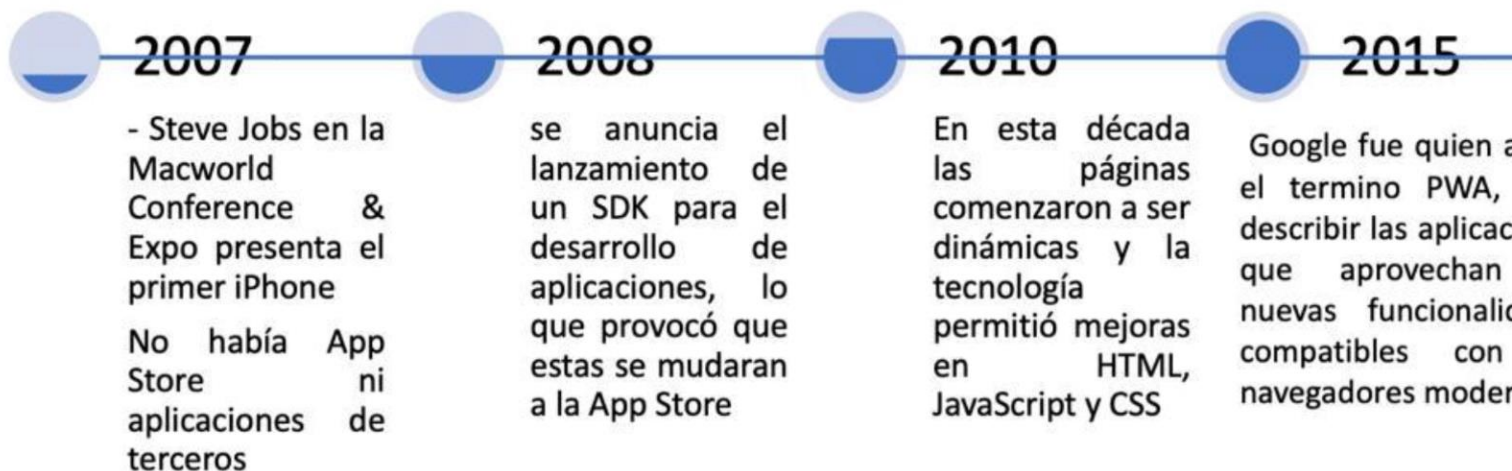 2007
- Steve Jobs en la
Macworld
Conference &
Expo presenta el
primer iPhone
No había App
Store ni
aplicaciones de
terceros
2008
se anuncia el
lanzamiento de
un SDK para el
desarrollo de
aplicaciones, lo
que provocó que
estas se mudaran
a la App Store
2010
En esta década
las páginas
comenzaron a ser
dinámicas y la
tecnología
permitió mejoras
en HTML,
JavaScript y CSS
2015
Google fue quien
el termino PWA,
describir las
que aprovechan
nuevas
compatibles con
navegadores